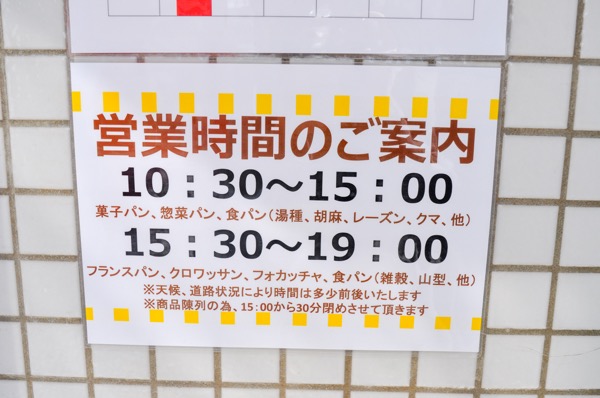 営業時間のご案内
10：30～15：00
菓子パン、惣菜パン、食パン（湯種、胡麻、レーズン、クマ、他）
15：30～19：00
フランスパン、クロワッサン、フォカッチャ、食パン（雑穀、山型、他）
※天候、道路状況により時間は多少前後いたします
※商品陳列の為、15：00から30分閉めさせて頂きます